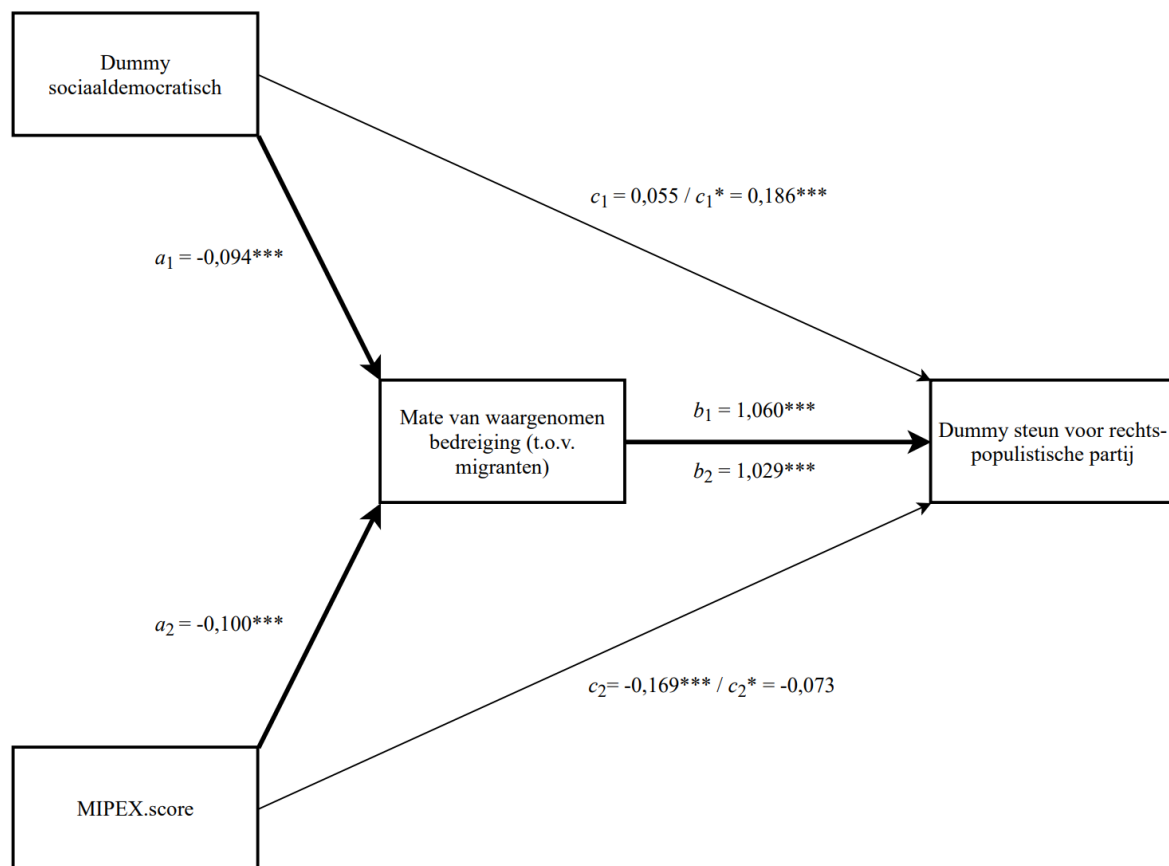 Dummy
sociaaldemocratisch
c1 = 0,055 / c1* = 0,186***
a1 = -0,094***
Mate van waargenomen
bedreiging (t.o.v.
migranten)
b1 = 1,060***
b2 = 1,029***
Dummy steun voor rechts-
populistische partij
a2 = -0,100***
c2= -0,169*** / c2* = -0,073
MIPEX.score